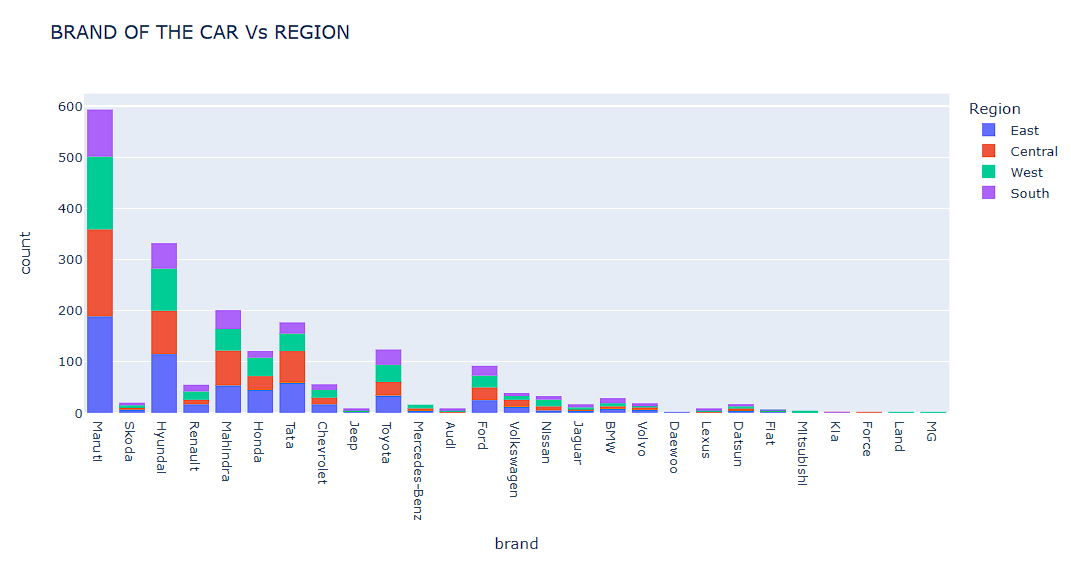 BRAND OF THE CAR Vs REGION
Region
East
Central
West
South
count
600
500
400
300
200
100
0
Maruti
Skoda
Hyundai
Renault
Mahindra
Honda
Tata
Chevrolet
Jeep
Toyota
Mercedes-Benz
Audi
Ford
Volkswagen
Nissan
Jaguar
BMW
Volvo
Daewoo
Lexus
Datsun
Fiat
Mitsubishi
Kia
Force
Land
MG
brand